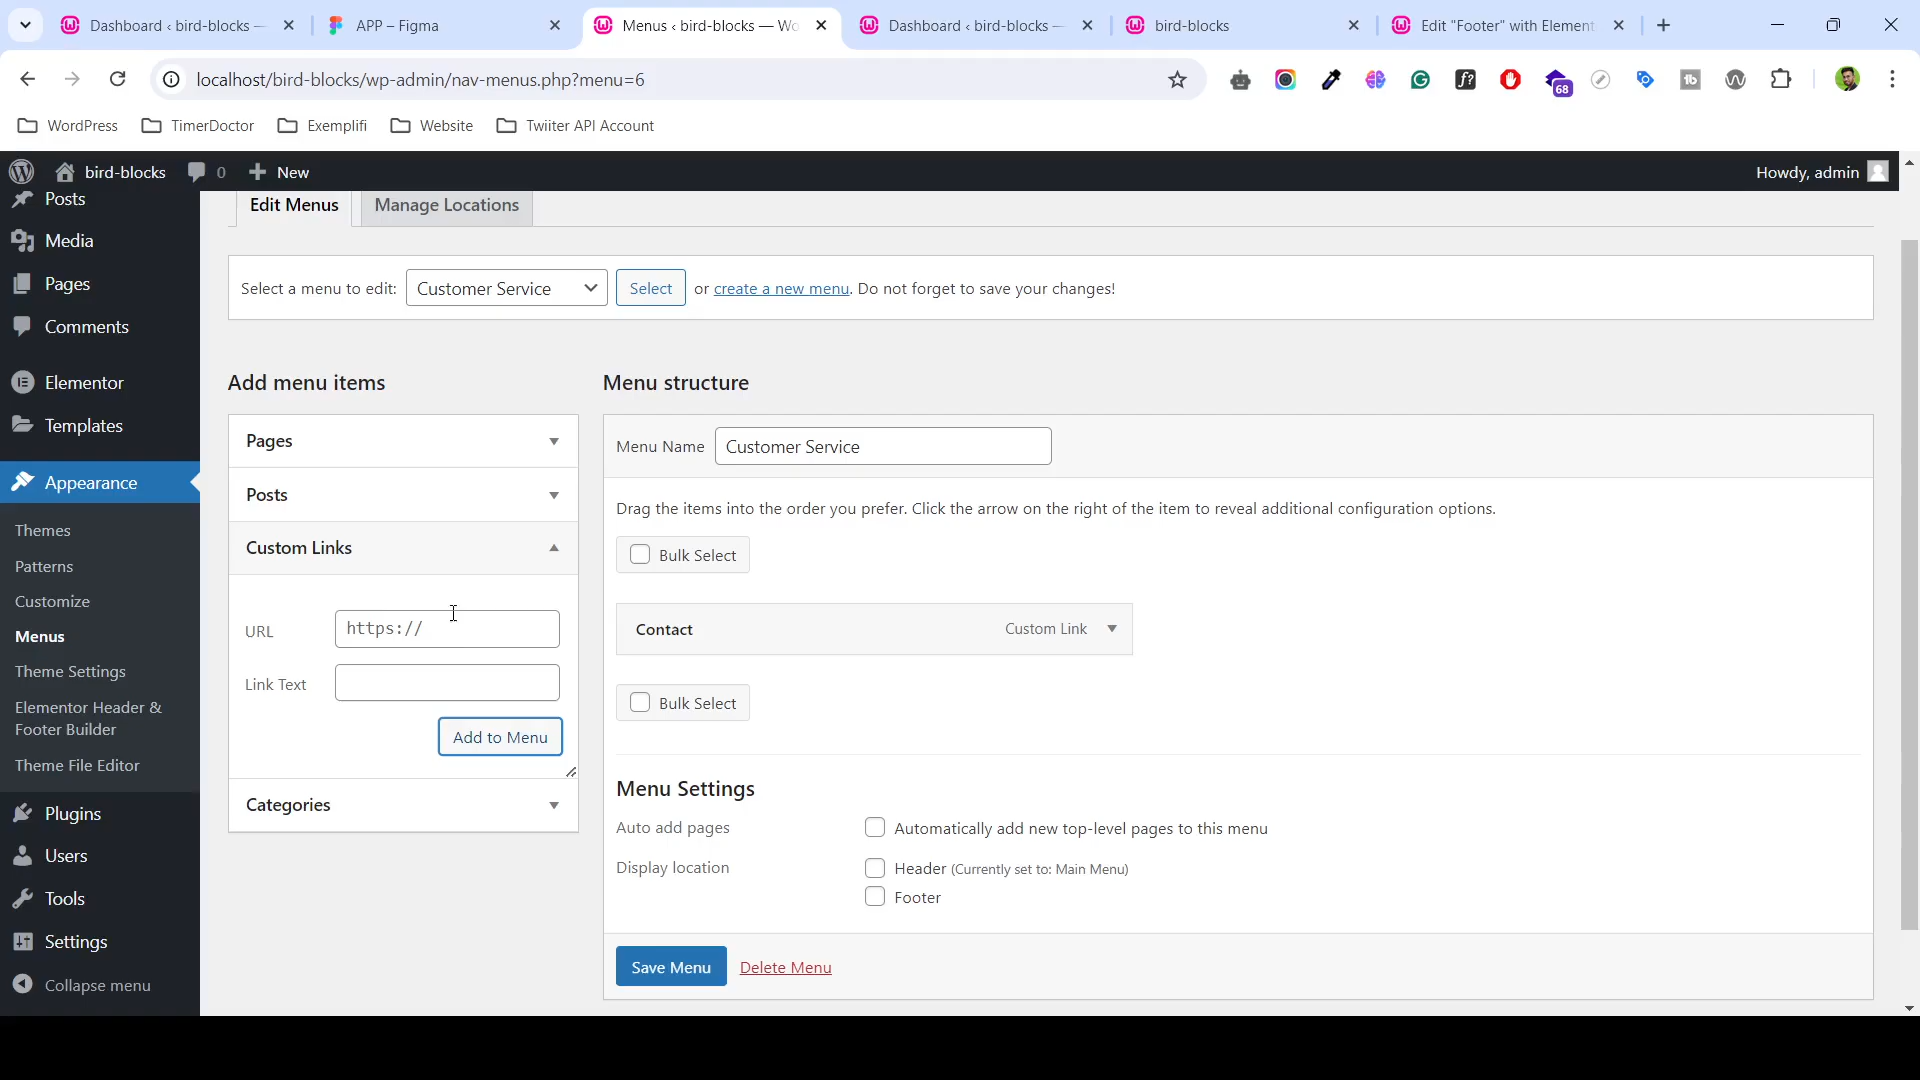 Dashboard ‹ bird-blocks —
APP – Figma
Menus ‹ bird-blocks — Wo
Dashboard ‹ bird-blocks —
bird-blocks
Edit "Footer" with Element
localhost/bird-blocks/wp-admin/nav-menus.php?menu=6
f?
68
tb
WordPress
TimerDoctor
Exemplifi
Website
Twiiter API Account
bird-blocks
0
New
Howdy, admin
Posts
Media
Pages
Comments
Elementor
Templates
Appearance
Themes
Patterns
Customize
Menus
Theme Settings
Elementor Header &
Footer Builder
Theme File Editor
Plugins
Users
Tools
Settings
Collapse menu
Edit Menus
Manage Locations
Select a menu to edit:
Customer Service
Select
or create a new menu. Do not forget to save your changes!
Add menu items
Pages
Posts
Custom Links
URL
https://
Link Text
Add to Menu
Categories
Menu structure
Menu Name
Customer Service
Drag the items into the order you prefer. Click the arrow on the right of the item to reveal additional configuration options.
Bulk Select
Contact
Custom Link
Bulk Select
Menu Settings
Auto add pages
Automatically add new top-level pages to this menu
Display location
Header (Currently set to: Main Menu)
Footer
Save Menu
Delete Menu